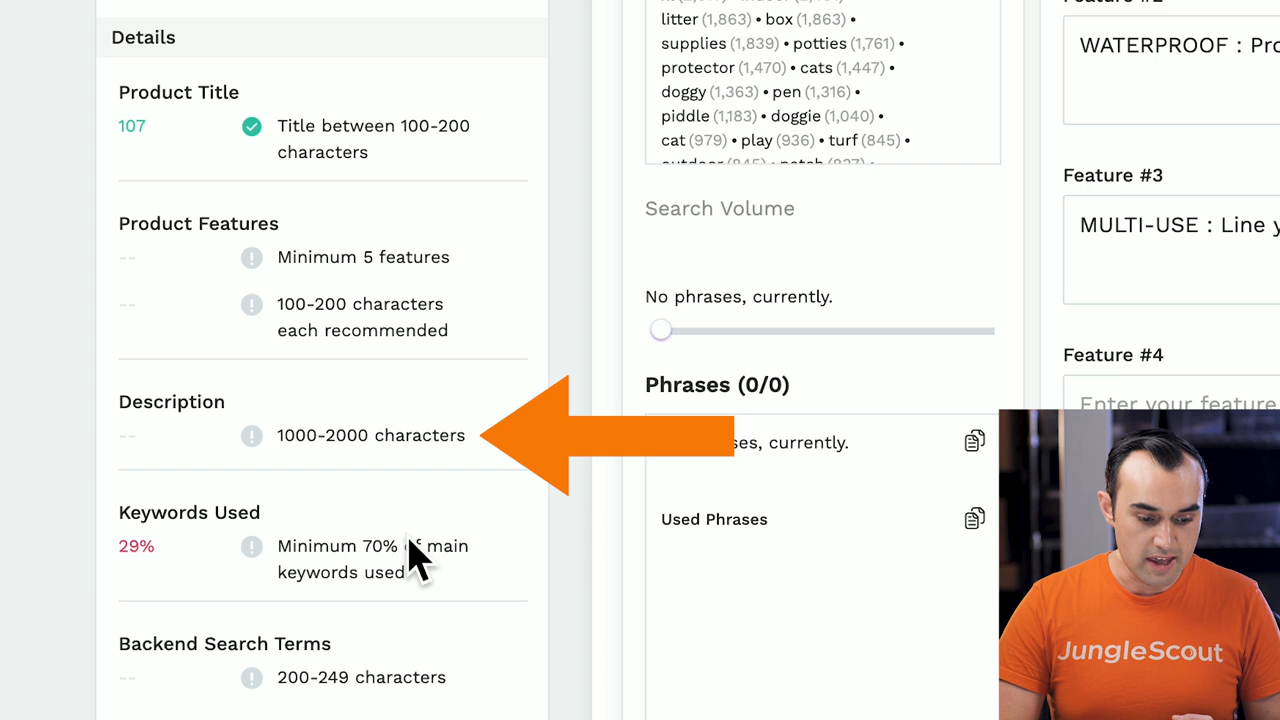 Details
Product Title
107
Title between 100-200
characters
Product Features
--
Minimum 5 features
--
100-200 characters
each recommended
Description
--
1000-2000 characters
Keywords Used
29%
Minimum 70% of main
keywords used
Backend Search Terms
--
200-249 characters
litter (1,863) • box (1,863) •
supplies (1,839) • potties (1,761) •
protector (1,470) • cats (1,447) •
doggy (1,363) • pen (1,316) •
piddle (1,183) • doggie (1,040) •
cat (979) • play (936) • turf (845) •
Search Volume
No phrases, currently.
Phrases (0/0)
currently.
Used Phrases
WATERPROOF : Pro
Feature #3
MULTI-USE : Line y
Feature #4
Enter your feature
JungleScout